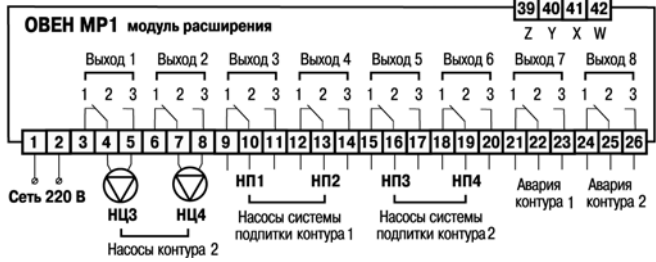 39 40 41 42
ОВЕН МР1 модуль расширения
Z Y X W
Выход 1 Выход 2 Выход 3 Выход 4 Выход 5 Выход 6 Выход 7 Выход 8
1 2 3 1 2 3 1 2 3 1 2 3 1 2 3 1 2 3 1 2 3 1 2 3
1 2 3 4 5 6 7 8 9 10 11 12 13 14 15 16 17 18 19 20 21 22 23 24 25 26
Сеть 220 В
НЦ3 НЦ4
НП1 НП2 НП3 НП4
Авария контура 1
Авария контура 2
Насосы контура 2
Насосы системы
подпитки контура 1
Насосы системы
подпитки контура 2